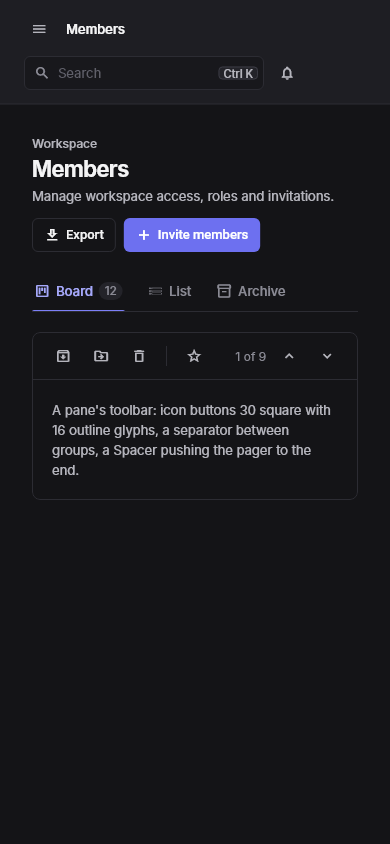 Members
Search
Ctrl K
Workspace
Members
Manage workspace access, roles and invitations.
Export
Invite members
Board 12
List
Archive
1 of 9
A pane's toolbar: icon buttons 30 square with
16 outline glyphs, a separator between
groups, a Spacer pushing the pager to the
end.